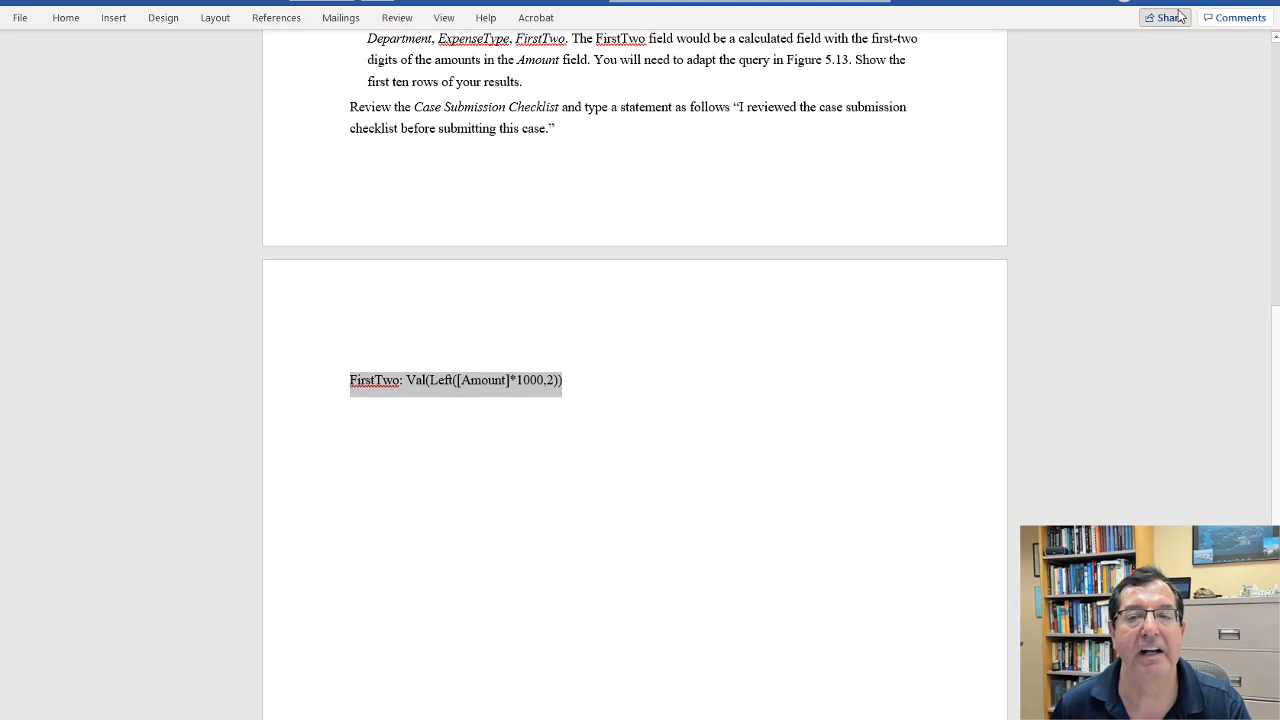 File Home Insert Design Layout References Mailings Review View Help Acrobat Share Comments
Department, ExpenseType, FirstTwo. The FirstTwo field would be a calculated field with the first-two
digits of the amounts in the Amount field. You will need to adapt the query in Figure 5.13. Show the
first ten rows of your results.
Review the Case Submission Checklist and type a statement as follows “I reviewed the case submission
checklist before submitting this case.”
FirstTwo: Val(Left([Amount]*1000,2))